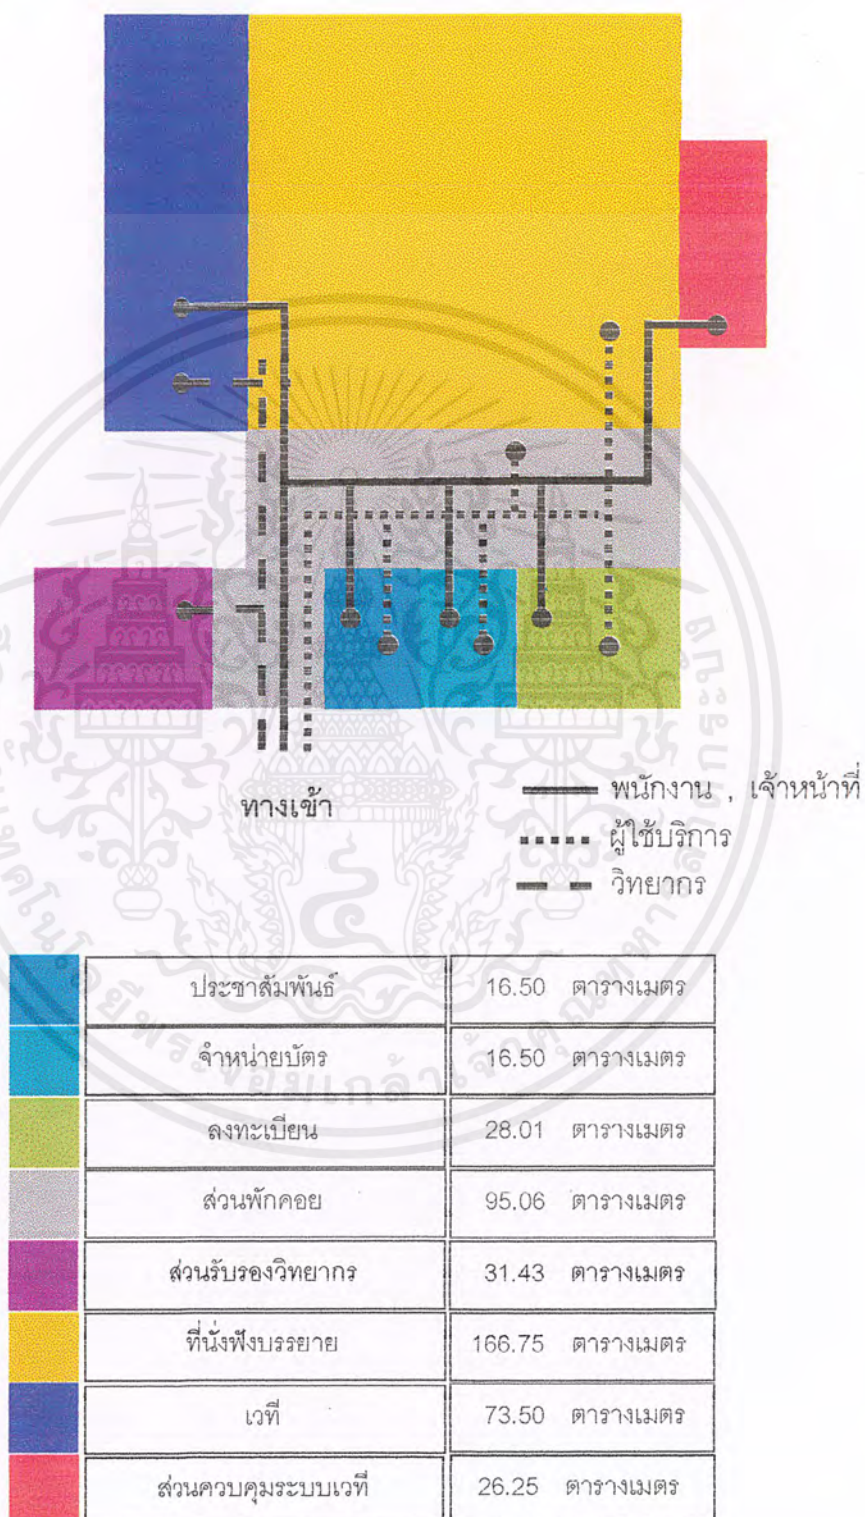 ทางเข้า
พนักงาน , เจ้าหน้าที่
ผู้ใช้บริการ
วิทยากร
ประชาสัมพันธ์ 16.50 ตารางเมตร
จำหน่ายบัตร 16.50 ตารางเมตร
ลงทะเบียน 28.01 ตารางเมตร
ส่วนพักคอย 95.06 ตารางเมตร
ส่วนรับรองวิทยากร 31.43 ตารางเมตร
ที่นั่งฟังบรรยาย 166.75 ตารางเมตร
เวที 73.50 ตารางเมตร
ส่วนควบคุมระบบเวที 26.25 ตารางเมตร